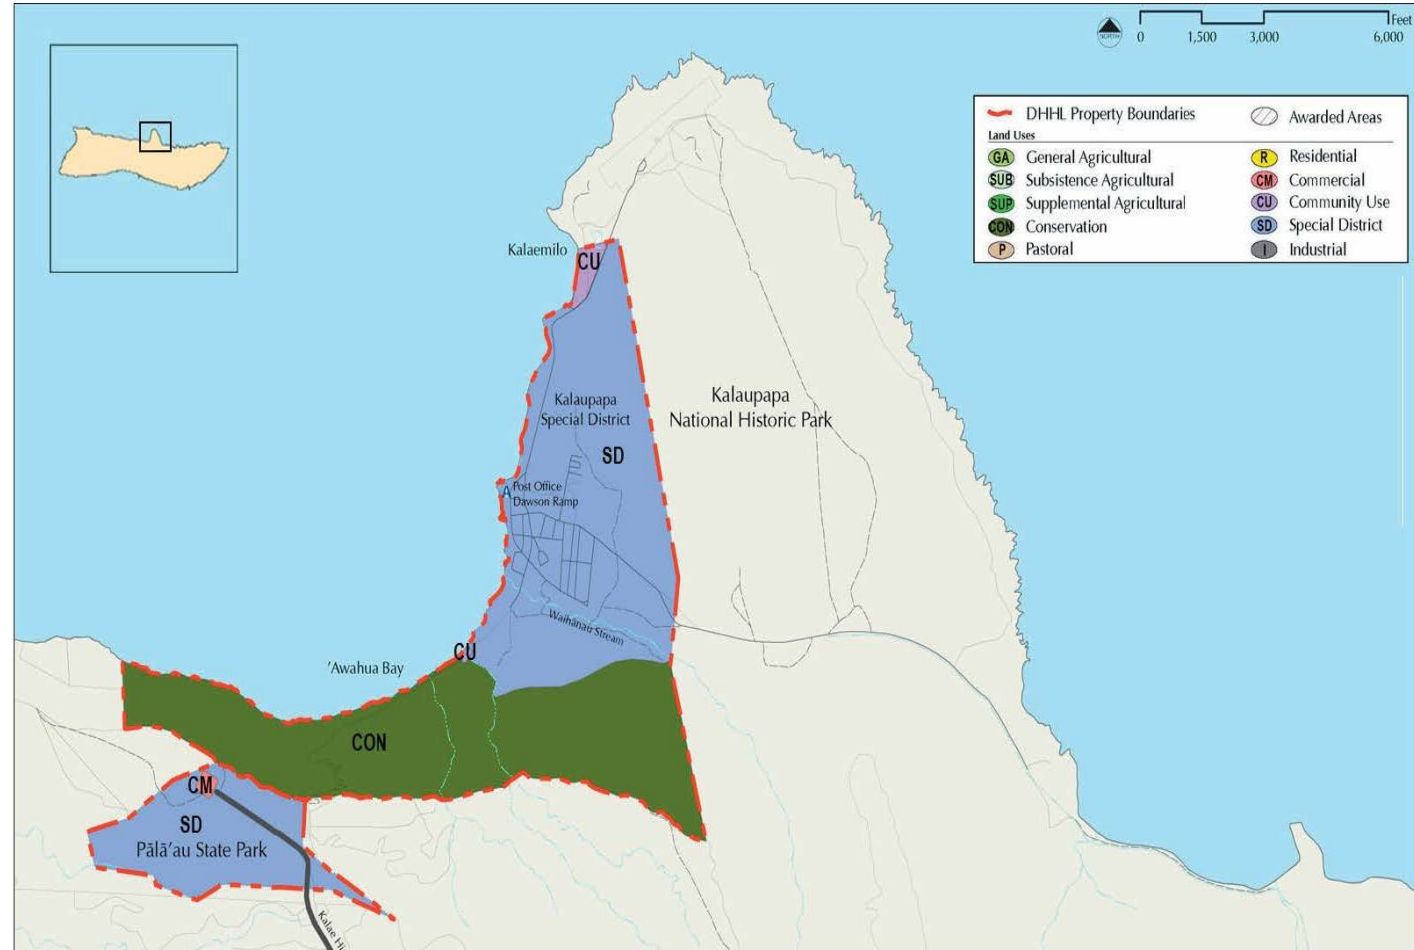 NORTH
0 1,500 3,000 6,000
Feet
DHHL Property Boundaries
Awarded Areas
Land Uses
GA General Agricultural
SUB Subsistence Agricultural
SUP Supplemental Agricultural
CON Conservation
P Pastoral
R Residential
CM Commercial
CU Community Use
SD Special District
I Industrial
Kalaemilo
CU
Kalaupapa
Special District
SD
Kalaupapa
National Historic Park
A
Post Office
Dawson Ramp
Waihānau Stream
CU
'Awahua Bay
CON
CM
SD
Pālā'au State Park
Kalae Hi